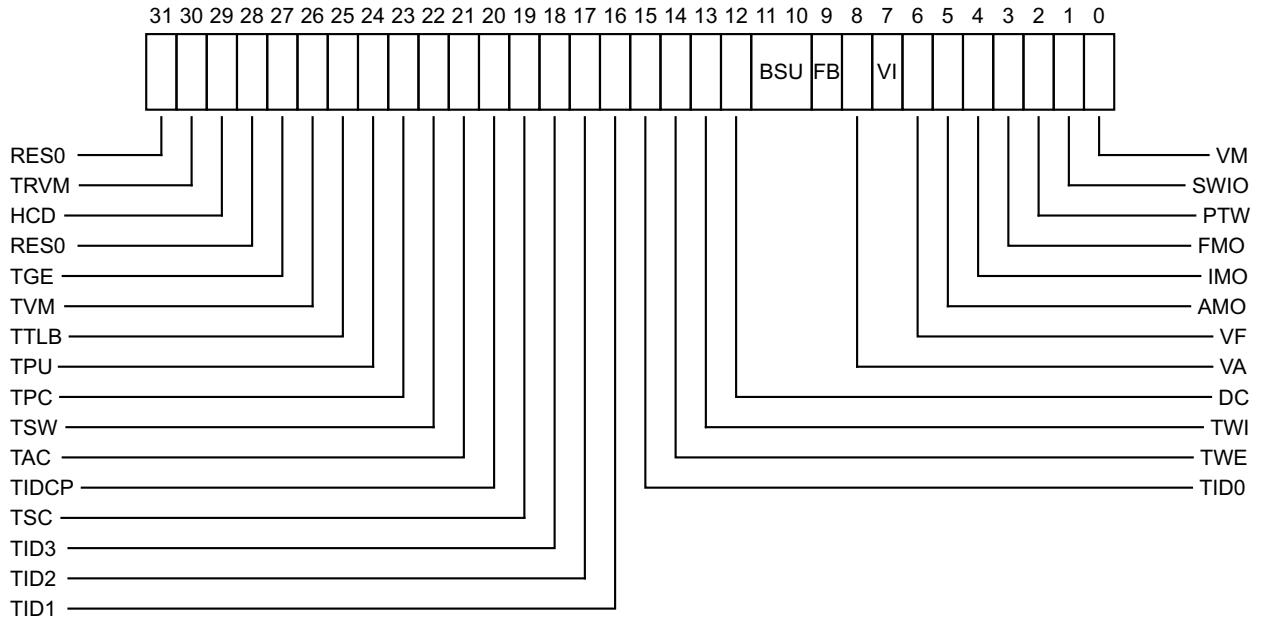 31 30 29 28 27 26 25 24 23 22 21 20 19 18 17 16 15 14 13 12 11 10 9 8 7 6 5 4 3 2 1 0
BSU FB VI
RES0 VM
TRVM SWIO
HCD PTW
RES0 FMO
TGE IMO
TVM AMO
TTLB VF
TPU VA
TPC DC
TSW TWI
TAC TWE
TIDCP TID0
TSC
TID3
TID2
TID1